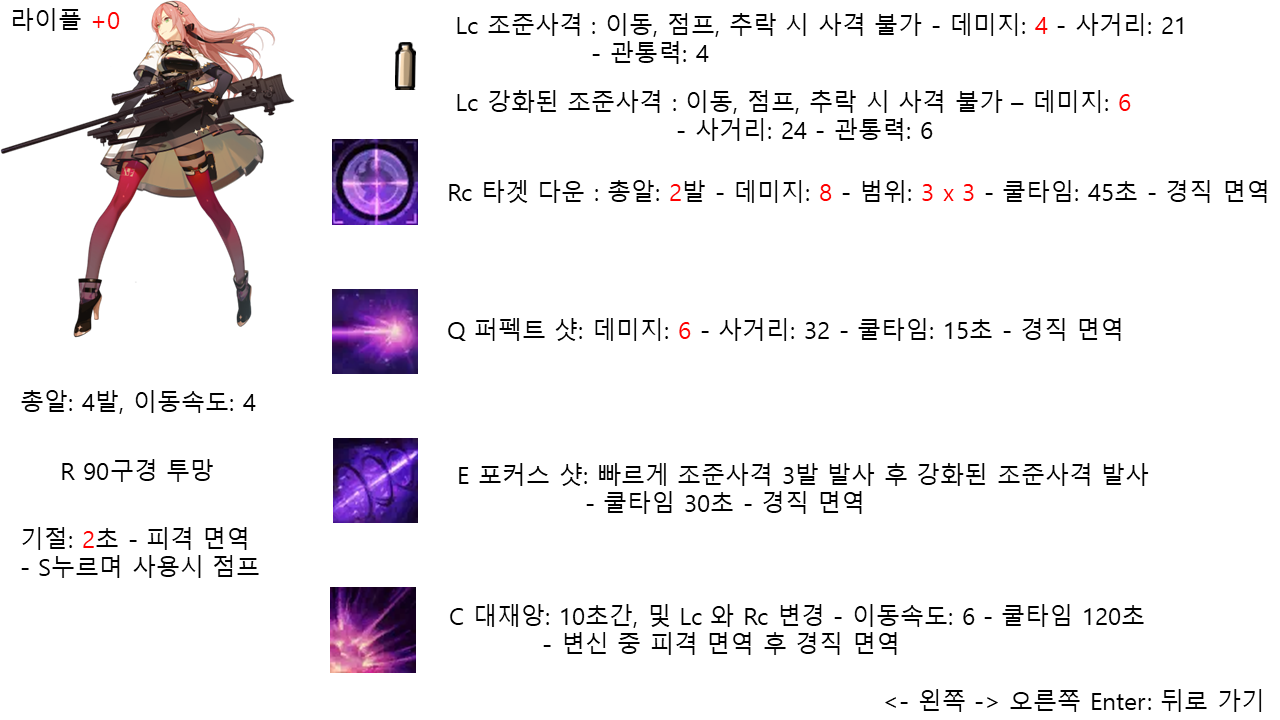 라이플 +0
Lc 조준사격 : 이동, 점프, 추락 시 사격 불가 - 데미지: 4 - 사거리: 21
- 관통력: 4
Lc 강화된 조준사격 : 이동, 점프, 추락 시 사격 불가 – 데미지: 6
- 사거리: 24 - 관통력: 6
Rc 타겟 다운 : 총알: 2발 - 데미지: 8 - 범위: 3 x 3 - 쿨타임: 45초 - 경직 면역
Q 퍼펙트 샷: 데미지: 6 - 사거리: 32 - 쿨타임: 15초 - 경직 면역
총알: 4발, 이동속도: 4
R 90구경 투망
E 포커스 샷: 빠르게 조준사격 3발 발사 후 강화된 조준사격 발사
- 쿨타임 30초 - 경직 면역
기절: 2초 - 피격 면역
- S누르며 사용시 점프
C 대재앙: 10초간, 및 Lc 와 Rc 변경 - 이동속도: 6 - 쿨타임 120초
- 변신 중 피격 면역 후 경직 면역
<- 왼쪽 -> 오른쪽 Enter: 뒤로 가기